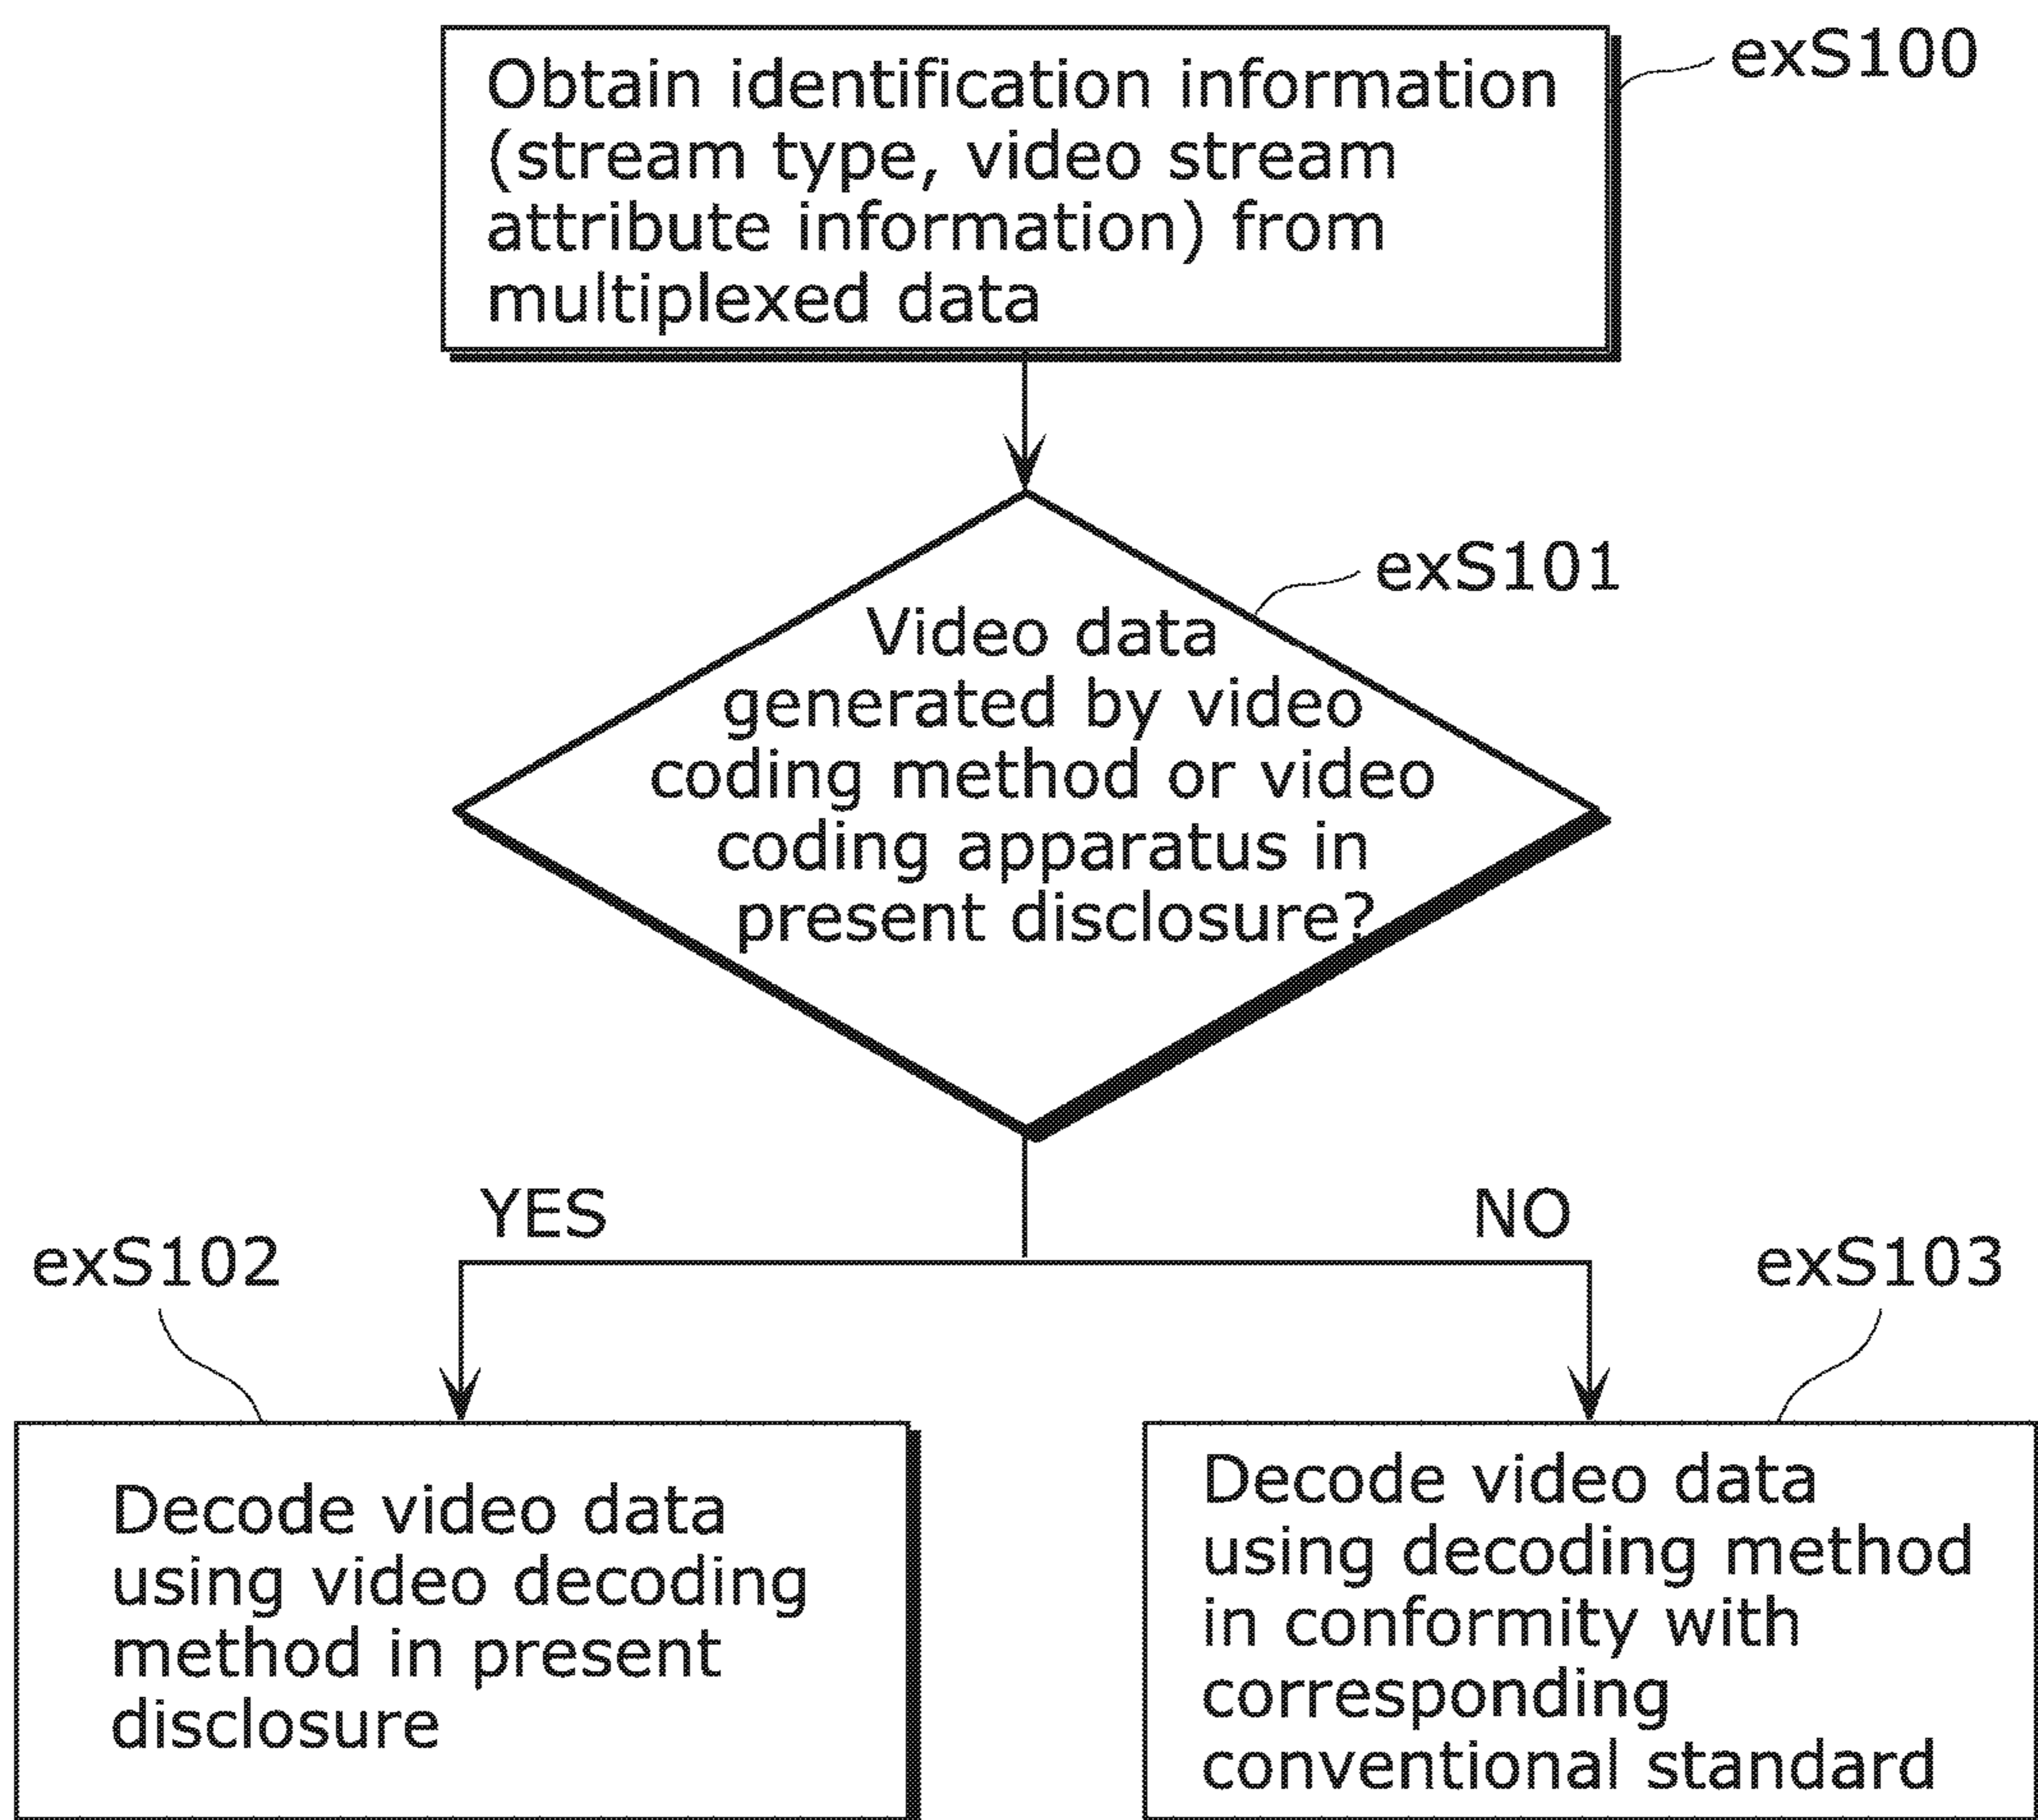 Obtain identification information
(stream type, video stream
attribute information) from
multiplexed data
exS100
exS101
Video data
generated by video
coding method or video
coding apparatus in
present disclosure?
YES
NO
exS102
exS103
Decode video data
using video decoding
method in present
disclosure
Decode video data
using decoding method
in conformity with
corresponding
conventional standard